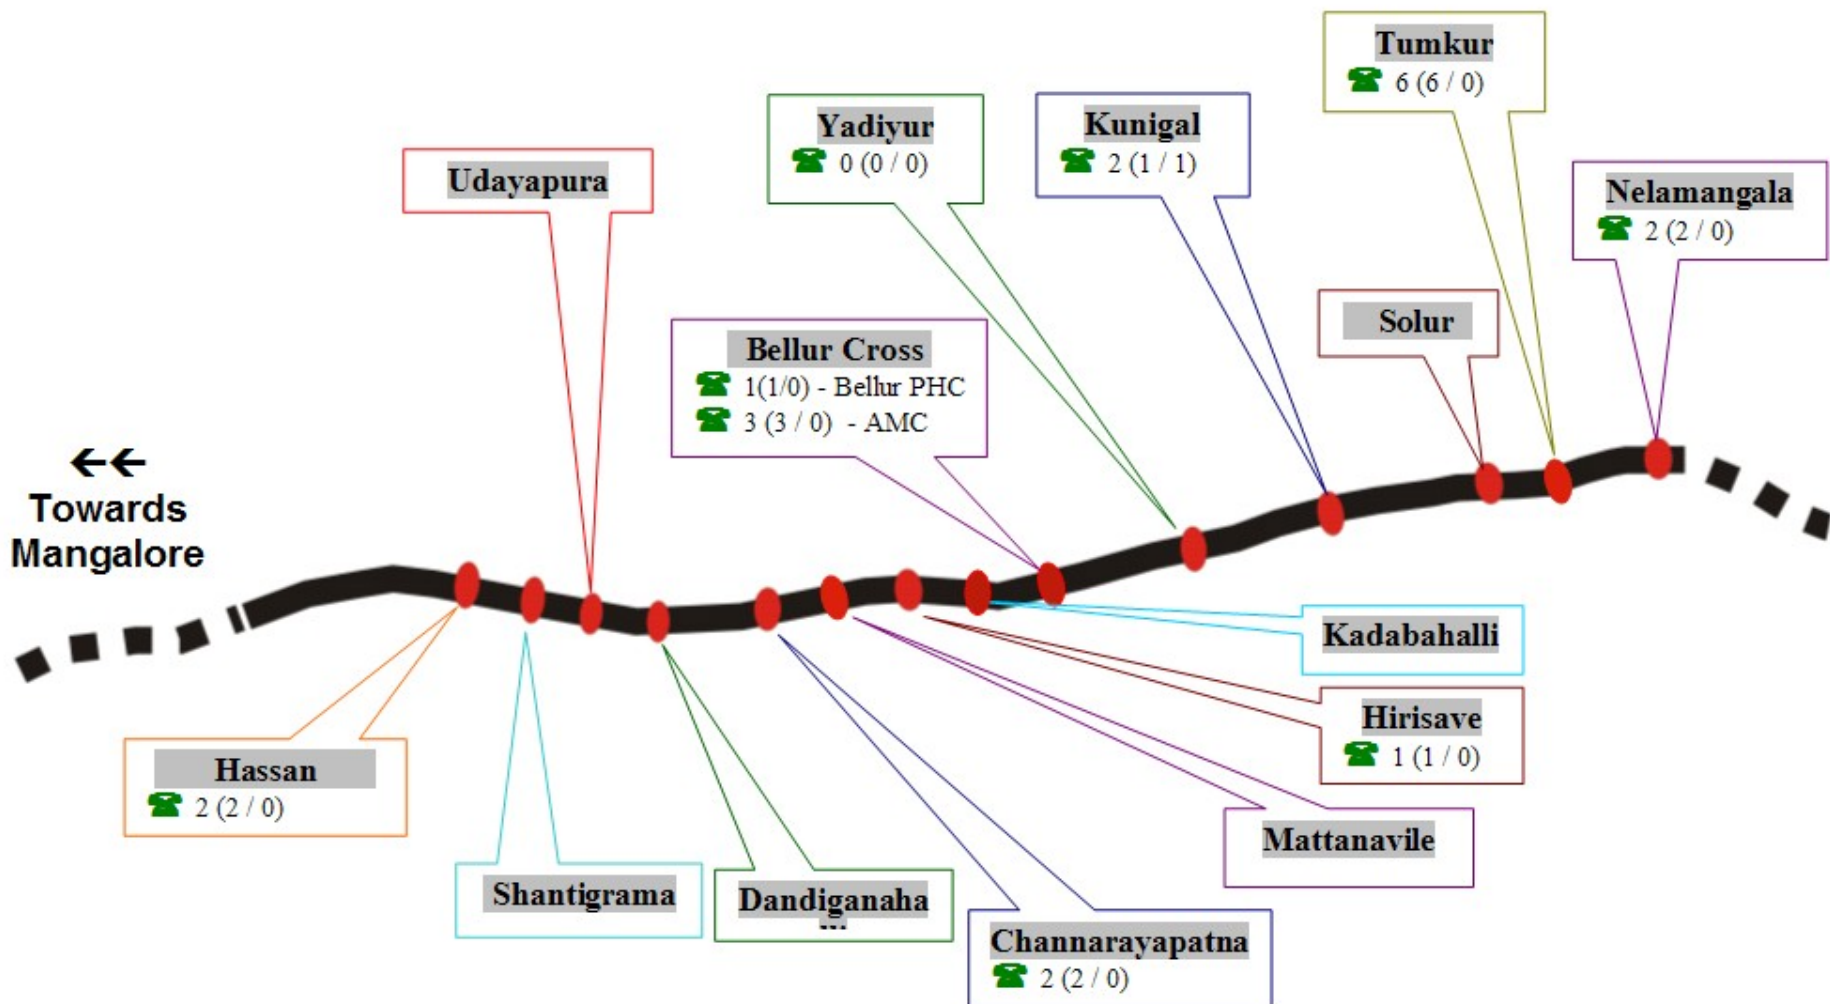 Tumkur
6 (6 / 0)
Yadiyur
0 (0 / 0)
Kunigal
2 (1 / 1)
Udayapura
Nelamangala
2 (2 / 0)
Solur
Bellur Cross
1(1/0) - Bellur PHC
3 (3 / 0) - AMC
←←
Towards
Mangalore
Kadabahalli
Hirisave
1 (1 / 0)
Hassan
2 (2 / 0)
Mattanavile
Shantigrama
Dandiganaha
Channarayapatna
2 (2 / 0)